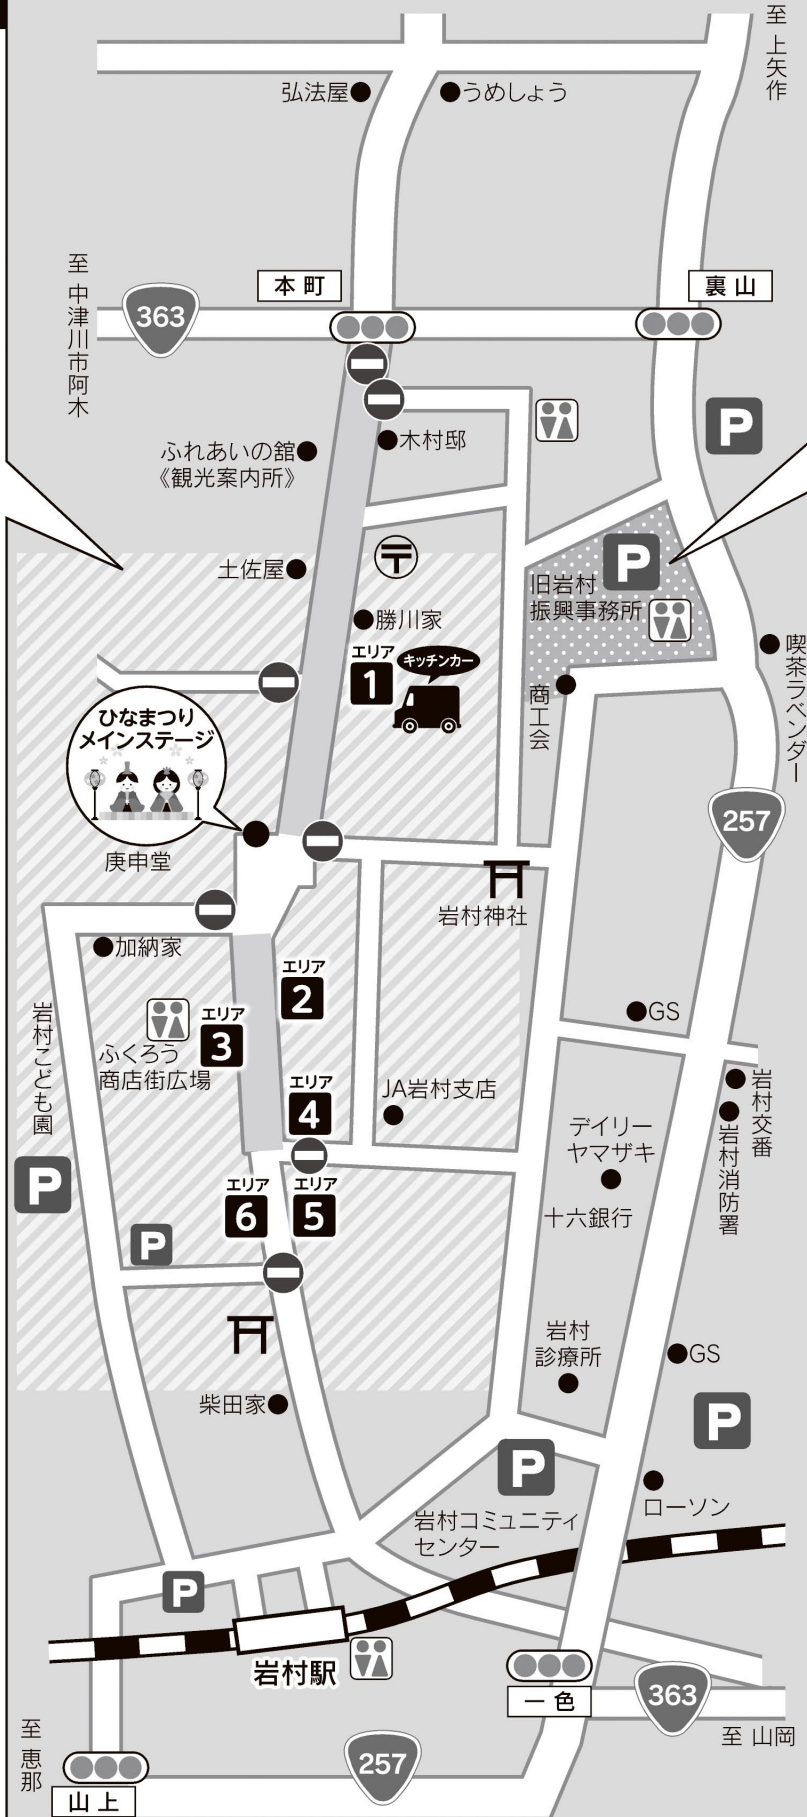 至 上矢作
弘法屋
うめしょう
至 中津川市阿木
本町
裏山
363
P
木村邸
ふれあいの舘
《観光案内所》
土佐屋
〒
P
旧岩村
振興事務所
勝川家
エリア
1
キッチンカー
商工会
喫茶ラベンダー
ひなまつり
メインステージ
257
庚申堂
岩村神社
加納家
エリア
2
エリア
3
ふくろう
商店街広場
岩村こども園
GS
エリア
4
JA岩村支店
岩村交番
岩村消防署
デイリー
ヤマザキ
十六銀行
P
エリア
6
エリア
5
P
岩村
診療所
GS
柴田家
P
P
ローソン
岩村コミュニティ
センター
P
岩村駅
一色
363
至 山岡
至 恵那
257
山上